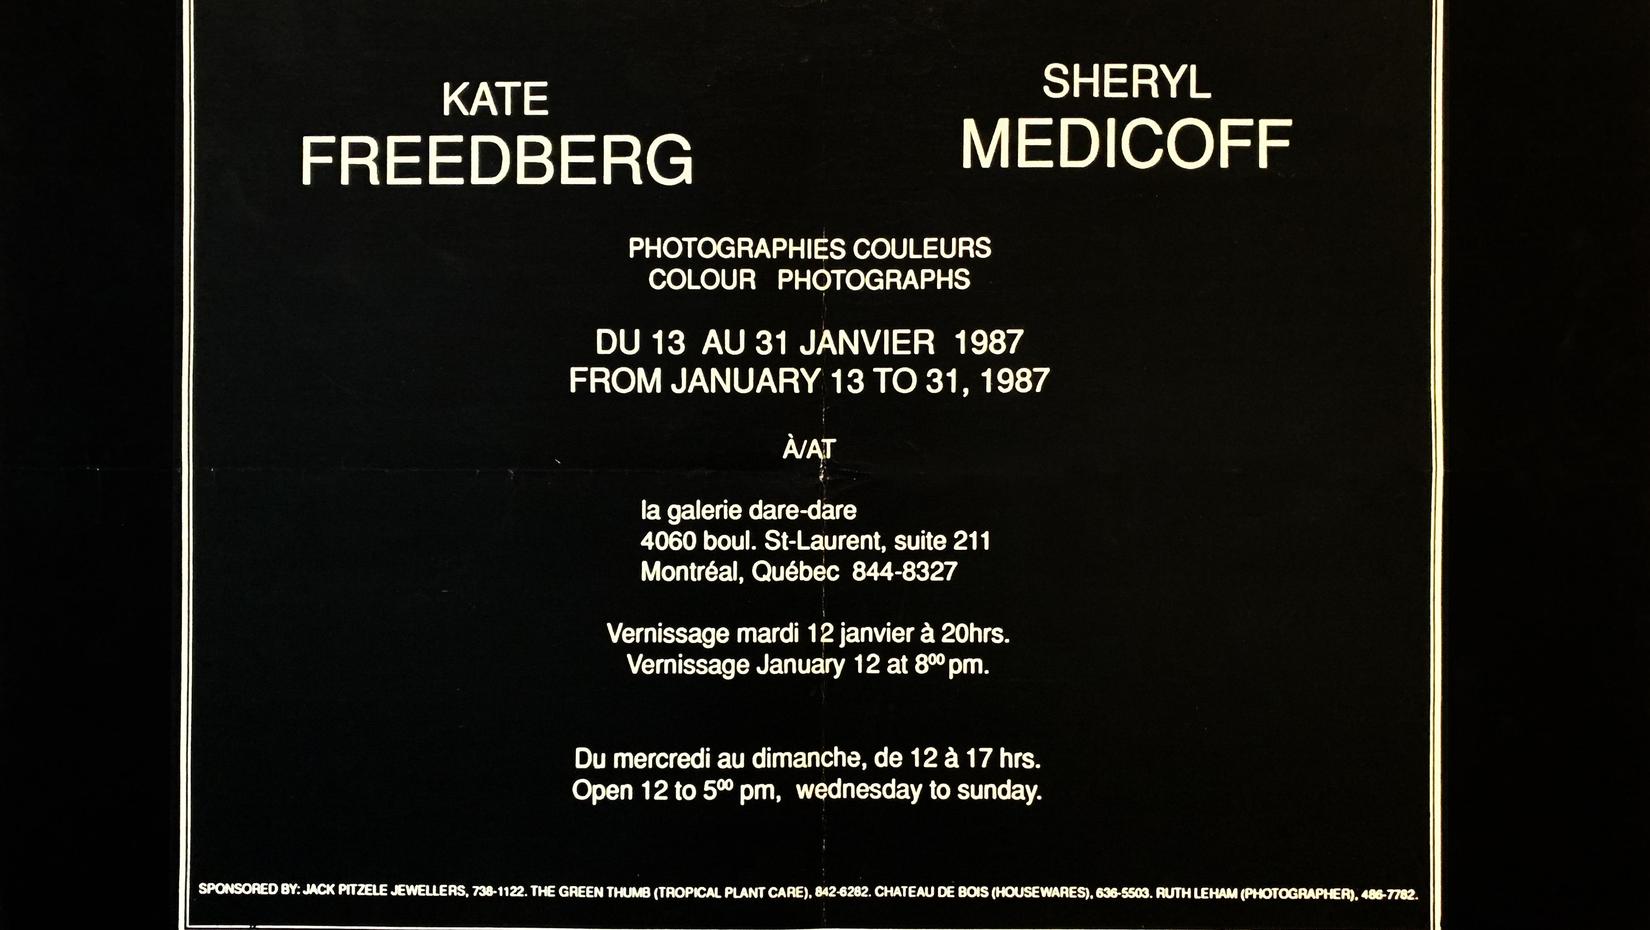 KATE
FREEDBERG
SHERYL
MEDICOFF
PHOTOGRAPHIES COULEURS
COLOUR PHOTOGRAPHS
DU 13 AU 31 JANVIER 1987
FROM JANUARY 13 TO 31, 1987
À/AT
la galerie dare-dare
4060 boul. St-Laurent, suite 211
Montréal, Québec 844-8327
Vernissage mardi 12 janvier à 20hrs.
Vernissage January 12 at 8⁰⁰ pm.
Du mercredi au dimanche, de 12 à 17 hrs.
Open 12 to 5⁰⁰ pm, wednesday to sunday.
SPONSORED BY: JACK PITZELE JEWELLERS, 738-1122. THE GREEN THUMB (TROPICAL PLANT CARE), 842-6282. CHATEAU DE BOIS (HOUSEWARES), 636-5503. RUTH LEHAM (PHOTOGRAPHER), 486-7782.